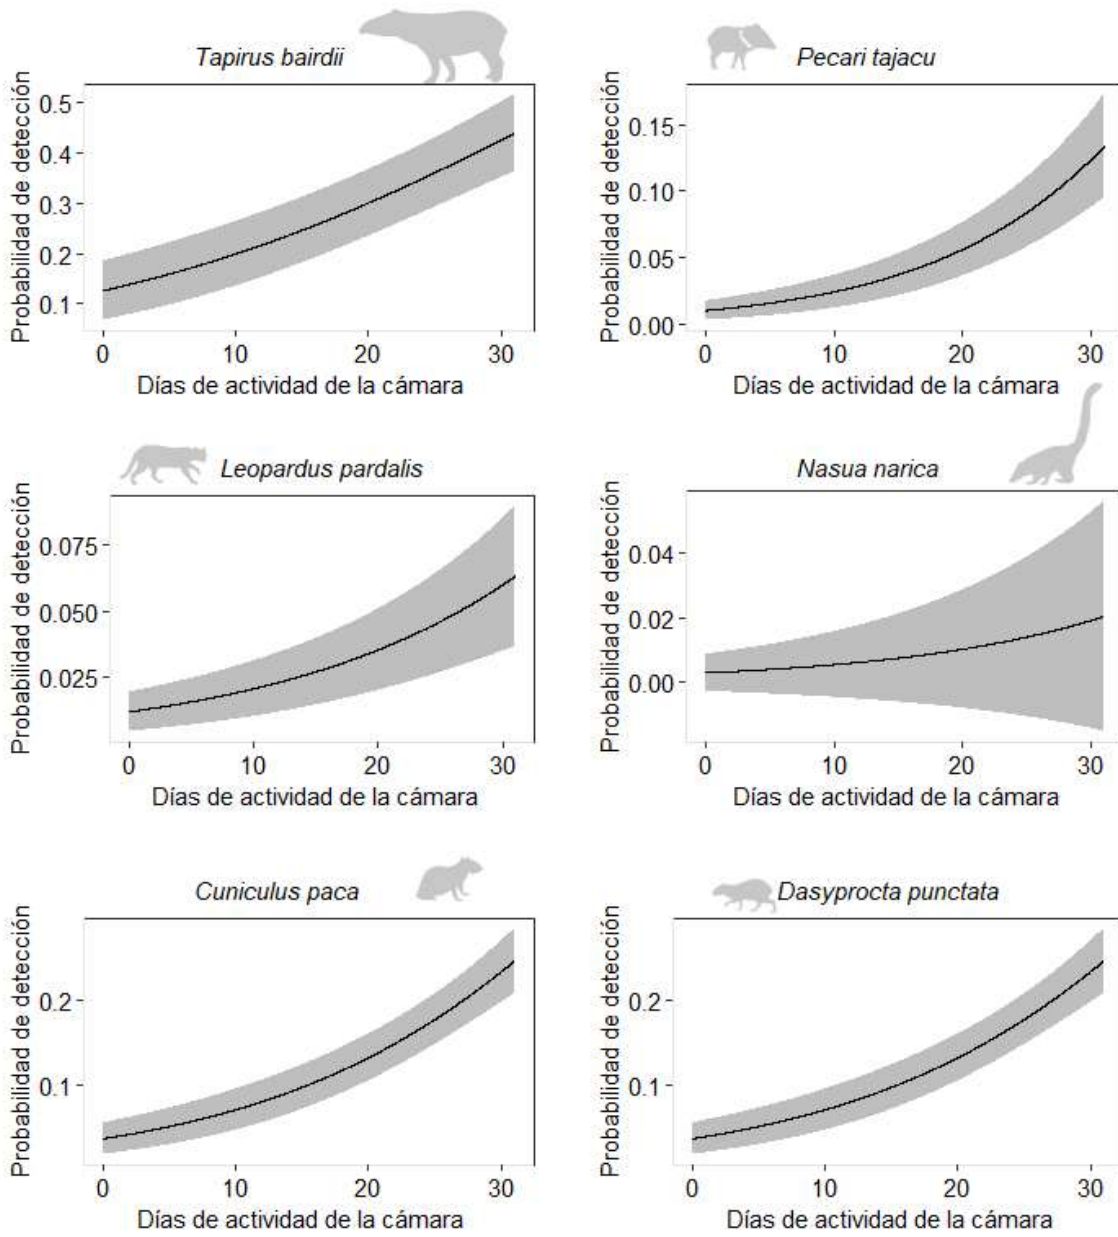 Tapirus bairdii
Probabilidad de detección
0.5
0.4
0.3
0.2
0.1
0 10 20 30
Días de actividad de la cámara
Pecari tajacu
Probabilidad de detección
0.15
0.10
0.05
0.00
0 10 20 30
Días de actividad de la cámara
Leopardus pardalis
Probabilidad de detección
0.075
0.050
0.025
0 10 20 30
Días de actividad de la cámara
Nasua narica
Probabilidad de detección
0.04
0.02
0.00
0 10 20 30
Días de actividad de la cámara
Cuniculus paca
Probabilidad de detección
0.2
0.1
0 10 20 30
Días de actividad de la cámara
Dasyprocta punctata
Probabilidad de detección
0.2
0.1
0 10 20 30
Días de actividad de la cámara